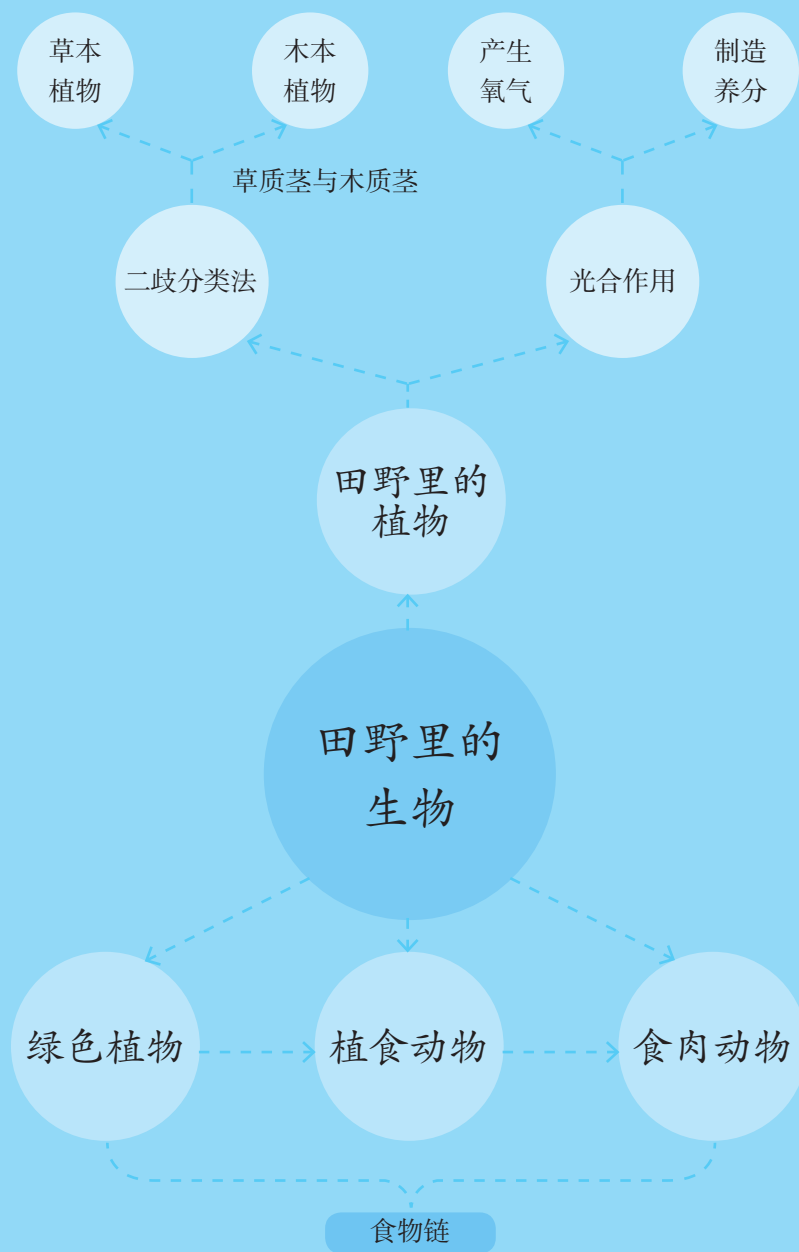 草本
植物
木本
植物
产生
氧气
制造
养分
草质茎与木质茎
二歧分类法
光合作用
田野里的
植物
田野里的
生物
绿色植物
植食动物
食肉动物
食物链